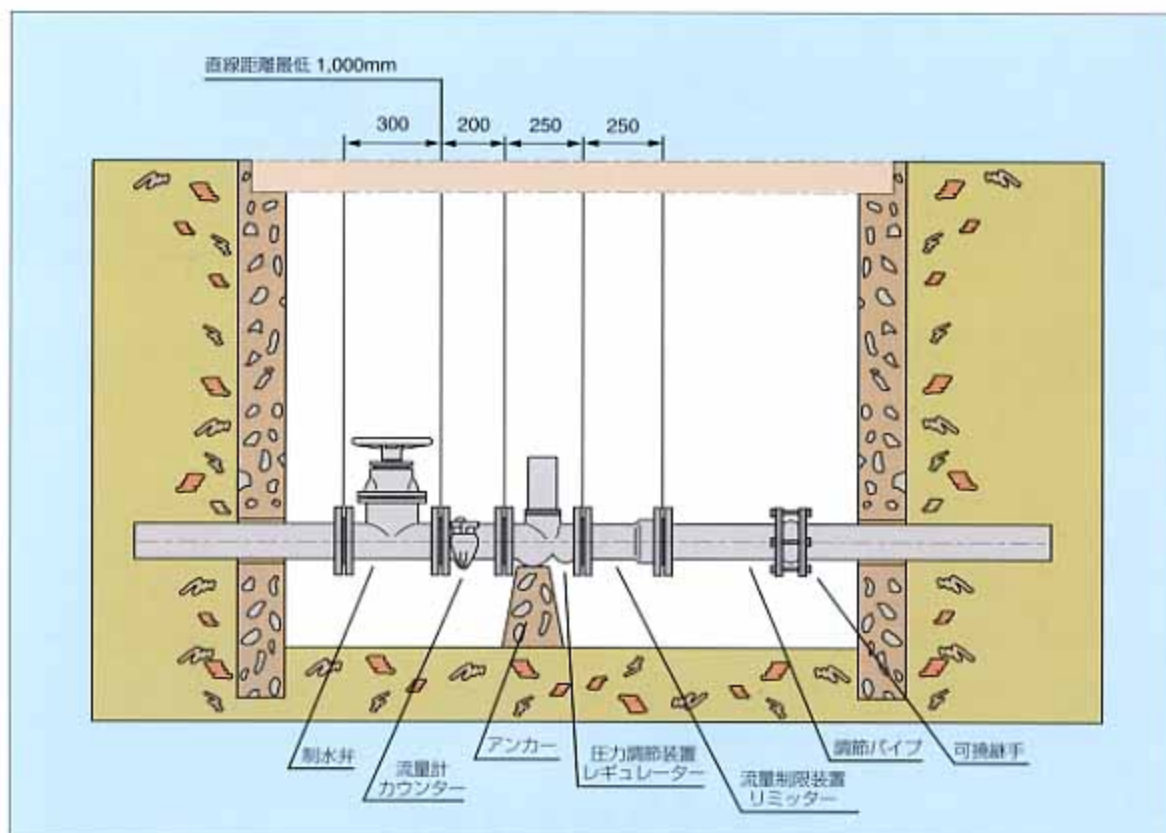 直線距離最低 1,000mm
300 200 250 250
制水弁
流量計
カウンター
アンカー
圧力調節装置
レギュレーター
流量制限装置
リミッター
調節パイプ
可撓継手